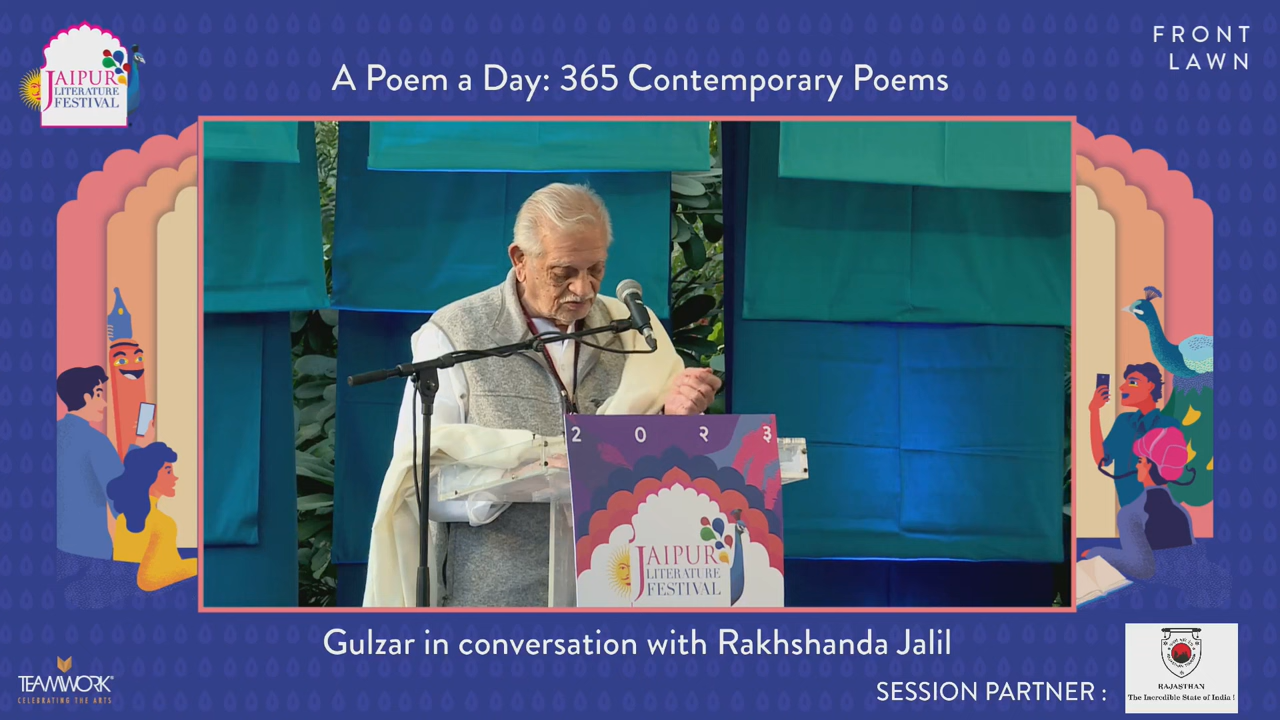 JAIPUR
LITERATURE
FESTIVAL
FRONT
LAWN
A Poem a Day: 365 Contemporary Poems
२ ० २ ३
JAIPUR
LITERATURE
FESTIVAL
Gulzar in conversation with Rakhshanda Jalil
TEAMWORK
CELEBRATING THE ARTS
SESSION PARTNER :
RAJASTHAN
The Incredible State of India !